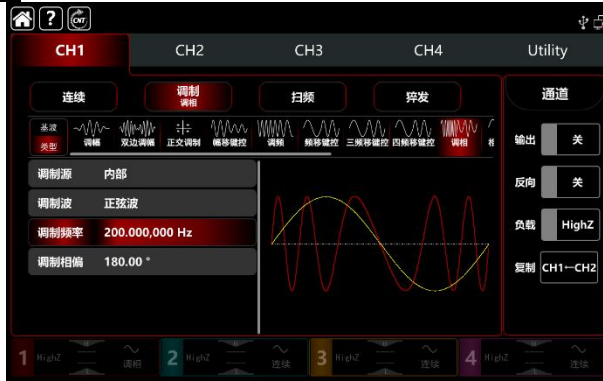 ? CNT
CH1 CH2 CH3 CH4 Utility
连续 调制 扫频 猝发 通道
调相
基波
类型 调幅 双边调幅 正交调制 幅移键控 调频 频移键控 三频移键控 四频移键控 调相
输出 关
调制源 内部
反向 关
调制波 正弦波
负载 HighZ
调制频率 200.000,000 Hz
调制相偏 180.00 °
复制 CH1←CH2
1 HighZ 调相 2 HighZ 连续 3 HighZ 连续 4 HighZ 连续